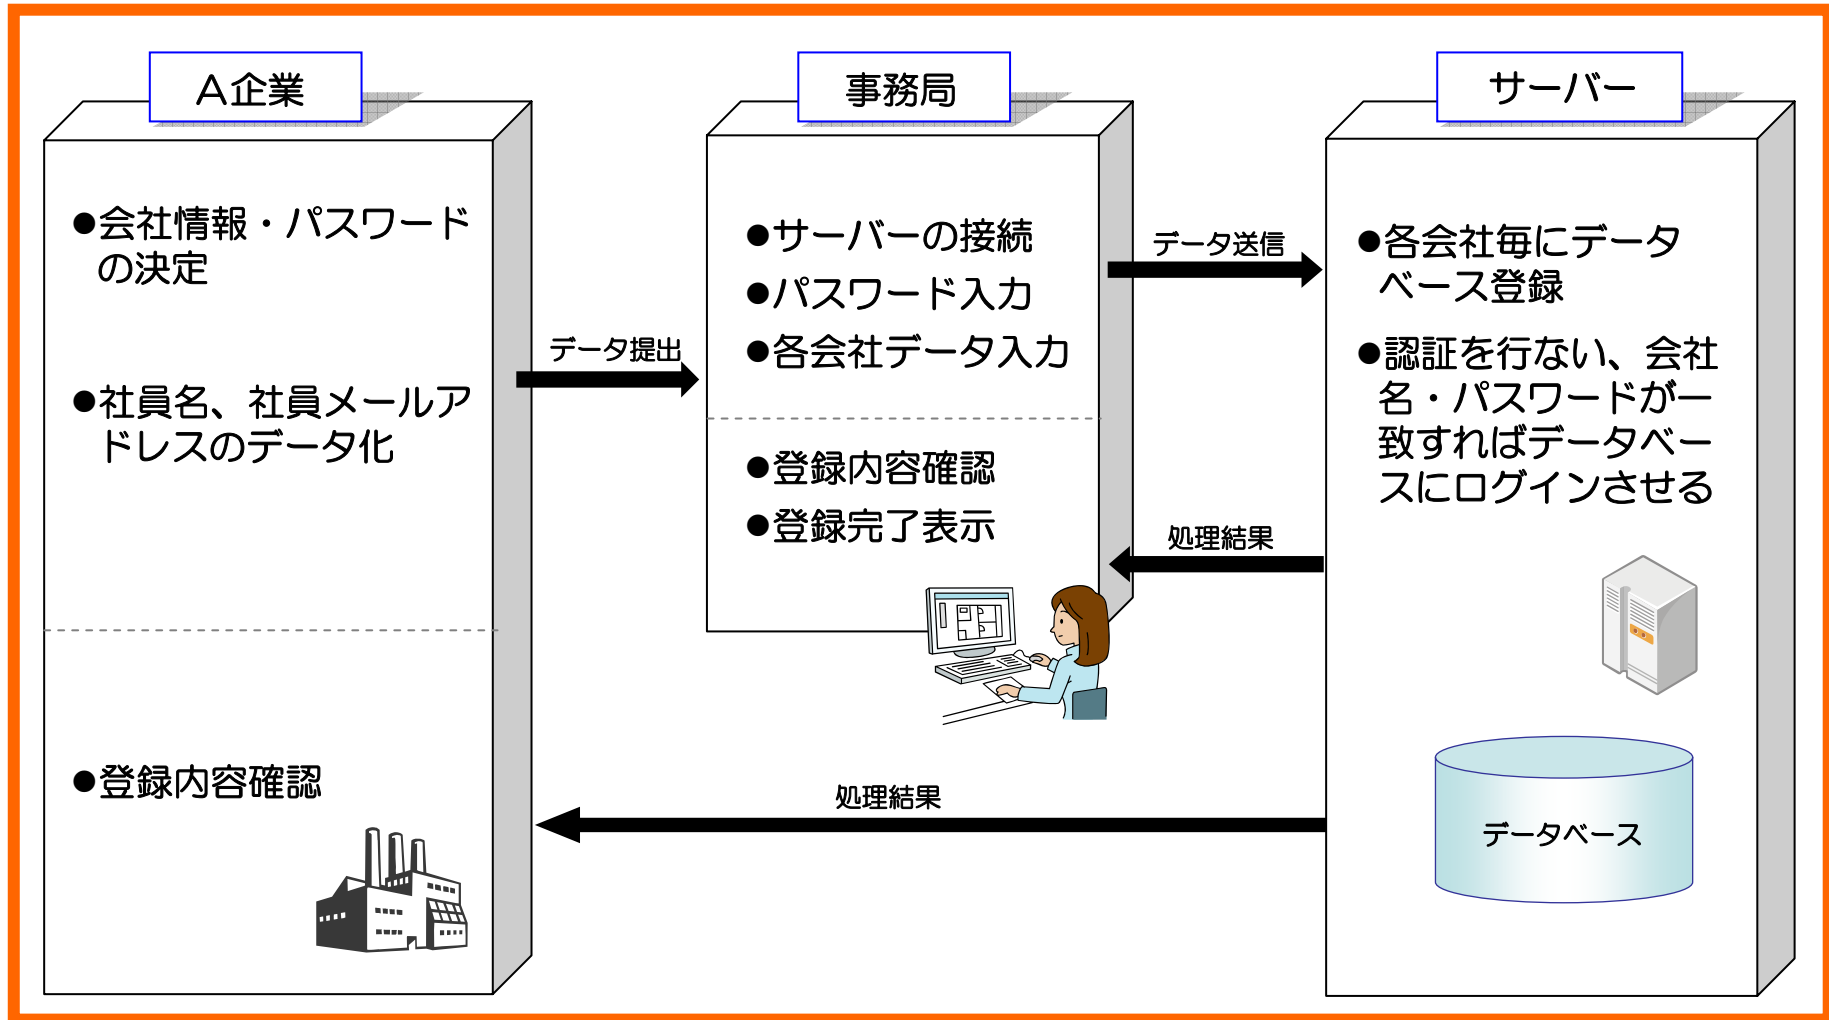 A企業
●会社情報・パスワード
の決定
●社員名、社員メールア
ドレスのデータ化
●登録内容確認
データ提出
事務局
●サーバーの接続
●パスワード入力
●各会社データ入力
●登録内容確認
●登録完了表示
データ送信
処理結果
処理結果
サーバー
●各会社毎にデータ
ベース登録
●認証を行ない、会社
名・パスワードが一
致すればデータベー
スにログインさせる
データベース